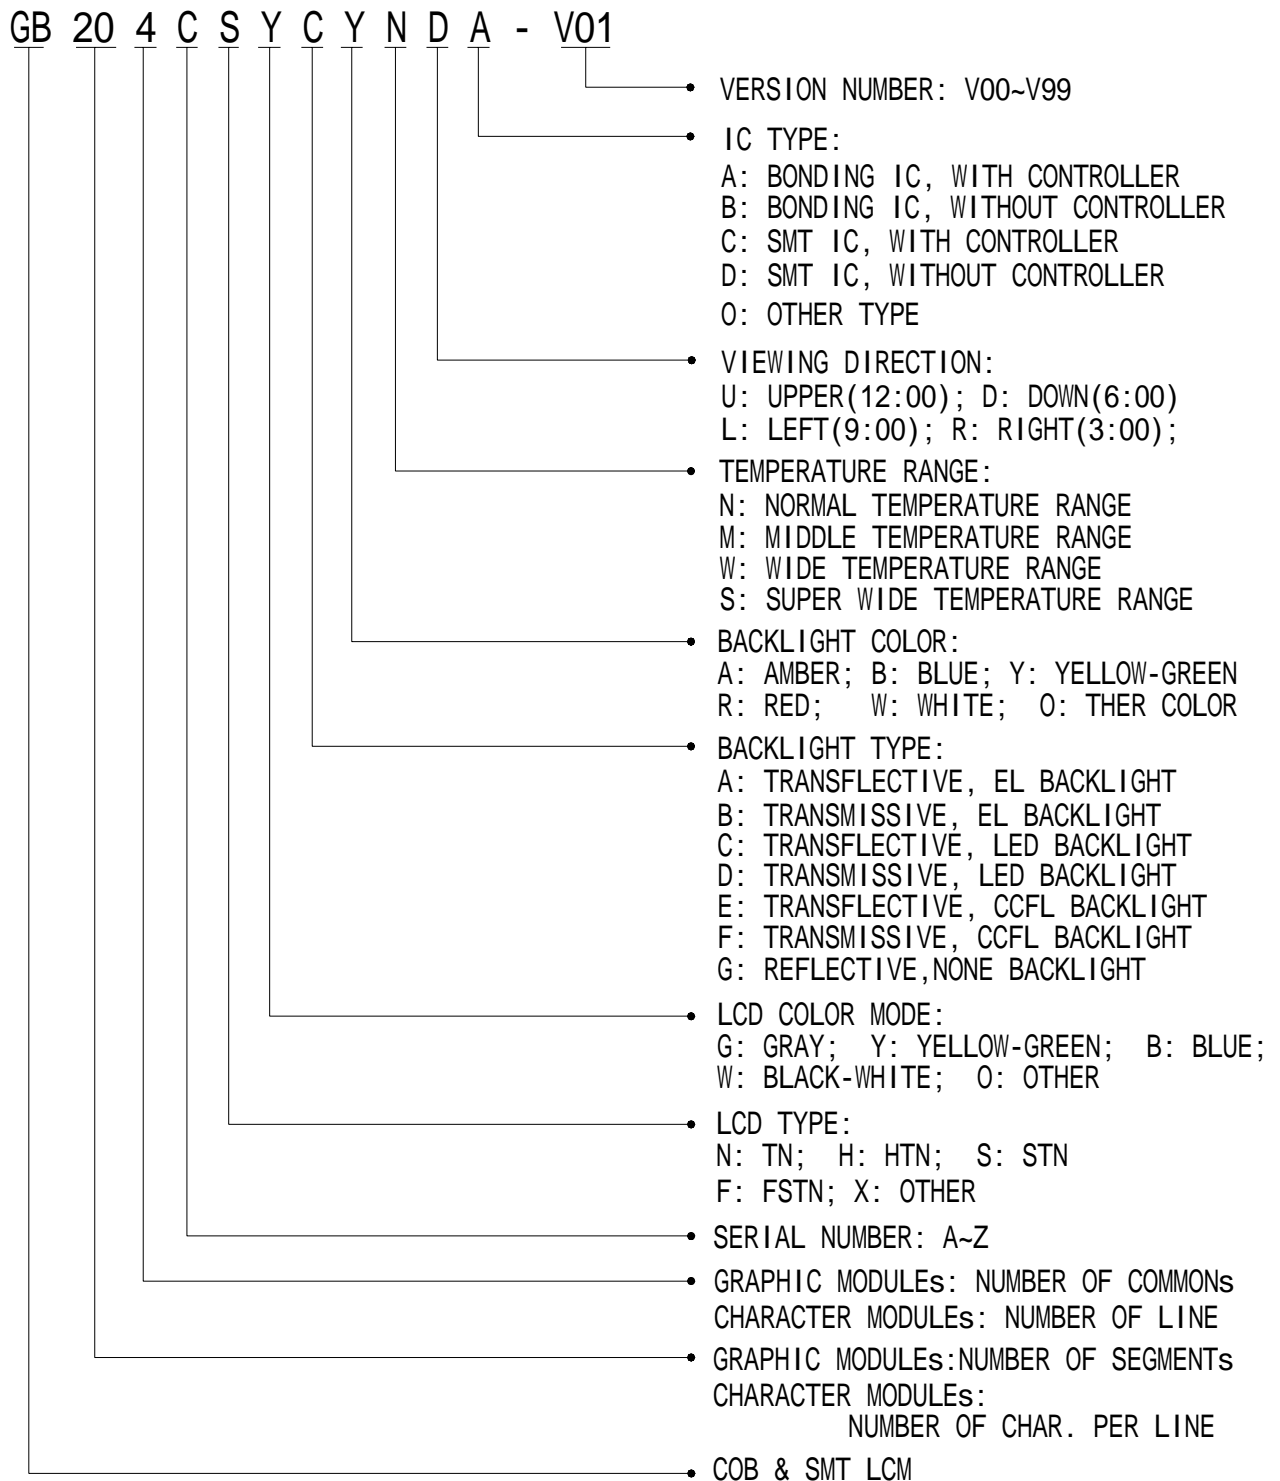 GB 20 4 C S Y C Y N D A - V01
VERSION NUMBER: V00~V99
IC TYPE:
A: BONDING IC, WITH CONTROLLER
B: BONDING IC, WITHOUT CONTROLLER
C: SMT IC, WITH CONTROLLER
D: SMT IC, WITHOUT CONTROLLER
O: OTHER TYPE
VIEWING DIRECTION:
U: UPPER(12:00); D: DOWN(6:00)
L: LEFT(9:00); R: RIGHT(3:00);
TEMPERATURE RANGE:
N: NORMAL TEMPERATURE RANGE
M: MIDDLE TEMPERATURE RANGE
W: WIDE TEMPERATURE RANGE
S: SUPER WIDE TEMPERATURE RANGE
BACKLIGHT COLOR:
A: AMBER; B: BLUE; Y: YELLOW-GREEN
R: RED; W: WHITE; O: THER COLOR
BACKLIGHT TYPE:
A: TRANSFLECTIVE, EL BACKLIGHT
B: TRANSMISSIVE, EL BACKLIGHT
C: TRANSFLECTIVE, LED BACKLIGHT
D: TRANSMISSIVE, LED BACKLIGHT
E: TRANSFLECTIVE, CCFL BACKLIGHT
F: TRANSMISSIVE, CCFL BACKLIGHT
G: REFLECTIVE,NONE BACKLIGHT
LCD COLOR MODE:
G: GRAY; Y: YELLOW-GREEN; B: BLUE;
W: BLACK-WHITE; O: OTHER
LCD TYPE:
N: TN; H: HTN; S: STN
F: FSTN; X: OTHER
SERIAL NUMBER: A~Z
GRAPHIC MODULEs: NUMBER OF COMMONs
CHARACTER MODULEs: NUMBER OF LINE
GRAPHIC MODULEs:NUMBER OF SEGMENTs
CHARACTER MODULEs:
NUMBER OF CHAR. PER LINE
COB & SMT LCM